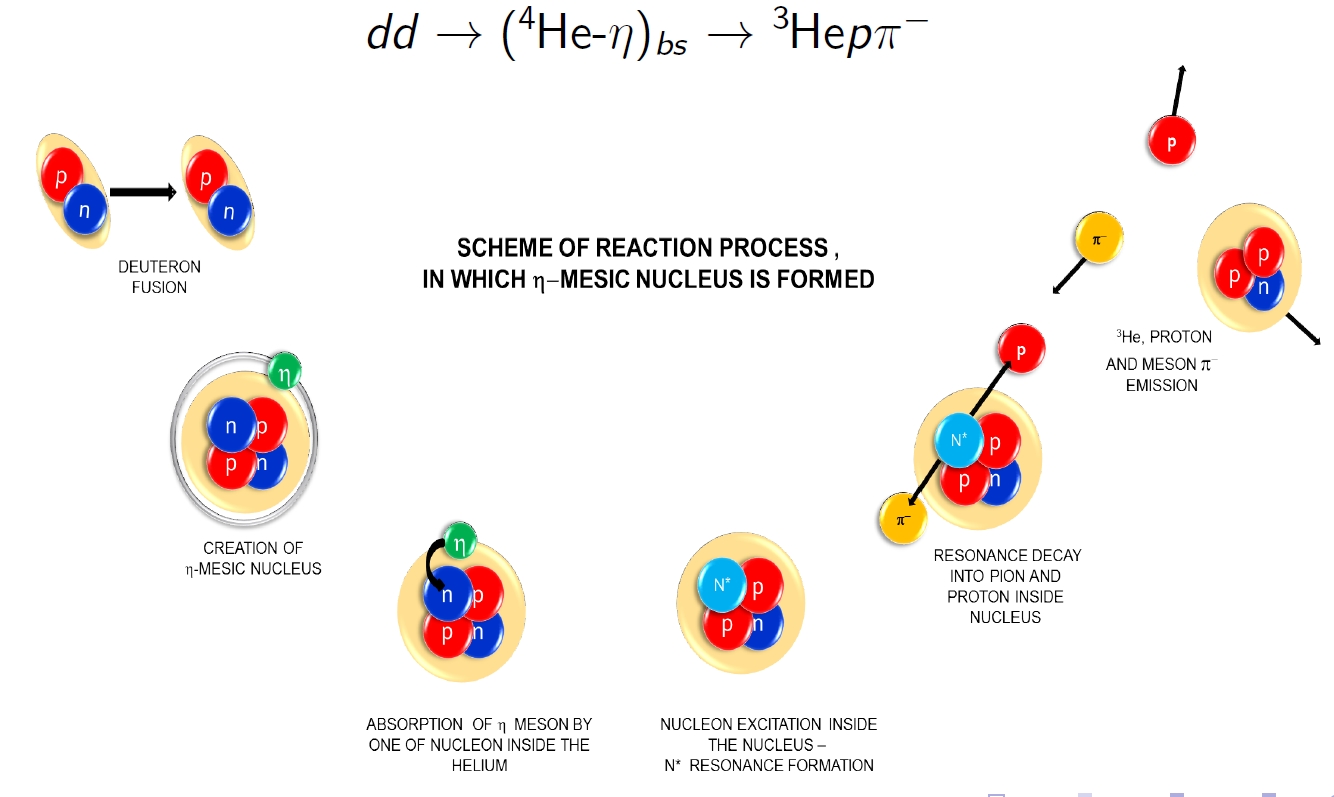 dd → (⁴He-η)bs → ³Hepπ⁻
p
n
p
n
DEUTERON
FUSION
SCHEME OF REACTION PROCESS ,
IN WHICH η–MESIC NUCLEUS IS FORMED
η
n
p
p
n
CREATION OF
η-MESIC NUCLEUS
η
n
p
p
n
ABSORPTION OF η MESON BY
ONE OF NUCLEON INSIDE THE
HELIUM
N*
p
p
n
NUCLEON EXCITATION INSIDE
THE NUCLEUS –
N* RESONANCE FORMATION
p
N*
p
p
n
π⁻
RESONANCE DECAY
INTO PION AND
PROTON INSIDE
NUCLEUS
p
π⁻
p
p
n
³He, PROTON
AND MESON π⁻
EMISSION